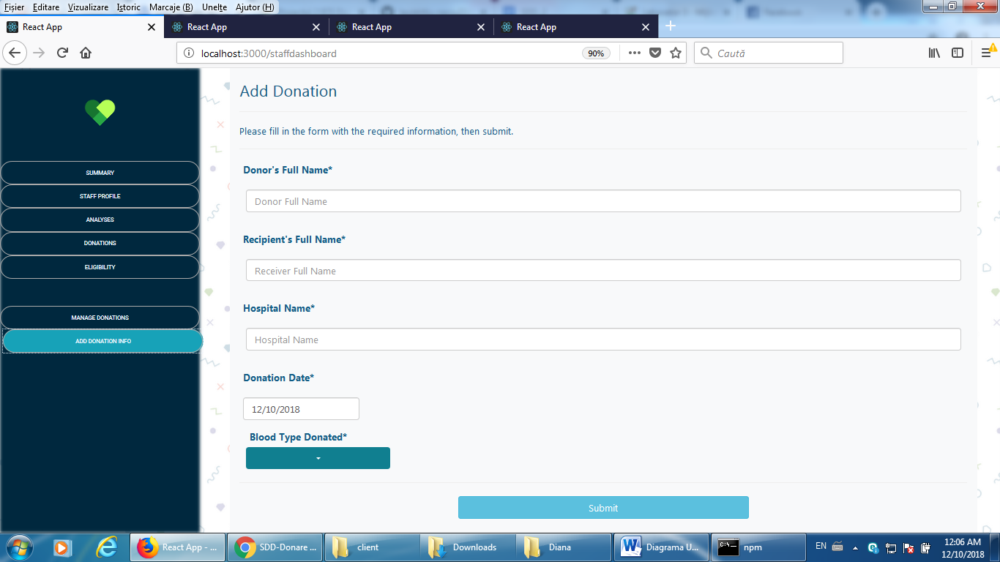 Fișier Editare Vizualizare Istoric Marcaje (B) Unelte Ajutor (H)
React App React App React App React App
localhost:3000/staffdashboard 90% Caută
Add Donation
Please fill in the form with the required information, then submit.
SUMMARY
STAFF PROFILE
ANALYSES
DONATIONS
ELIGIBILITY
MANAGE DONATIONS
ADD DONATION INFO
Donor's Full Name*
Donor Full Name
Recipient's Full Name*
Receiver Full Name
Hospital Name*
Hospital Name
Donation Date*
12/10/2018
Blood Type Donated*
Submit
React App - ... SDD-Donare ... client Downloads Diana Diagrama U... npm EN 12:06 AM
12/10/2018